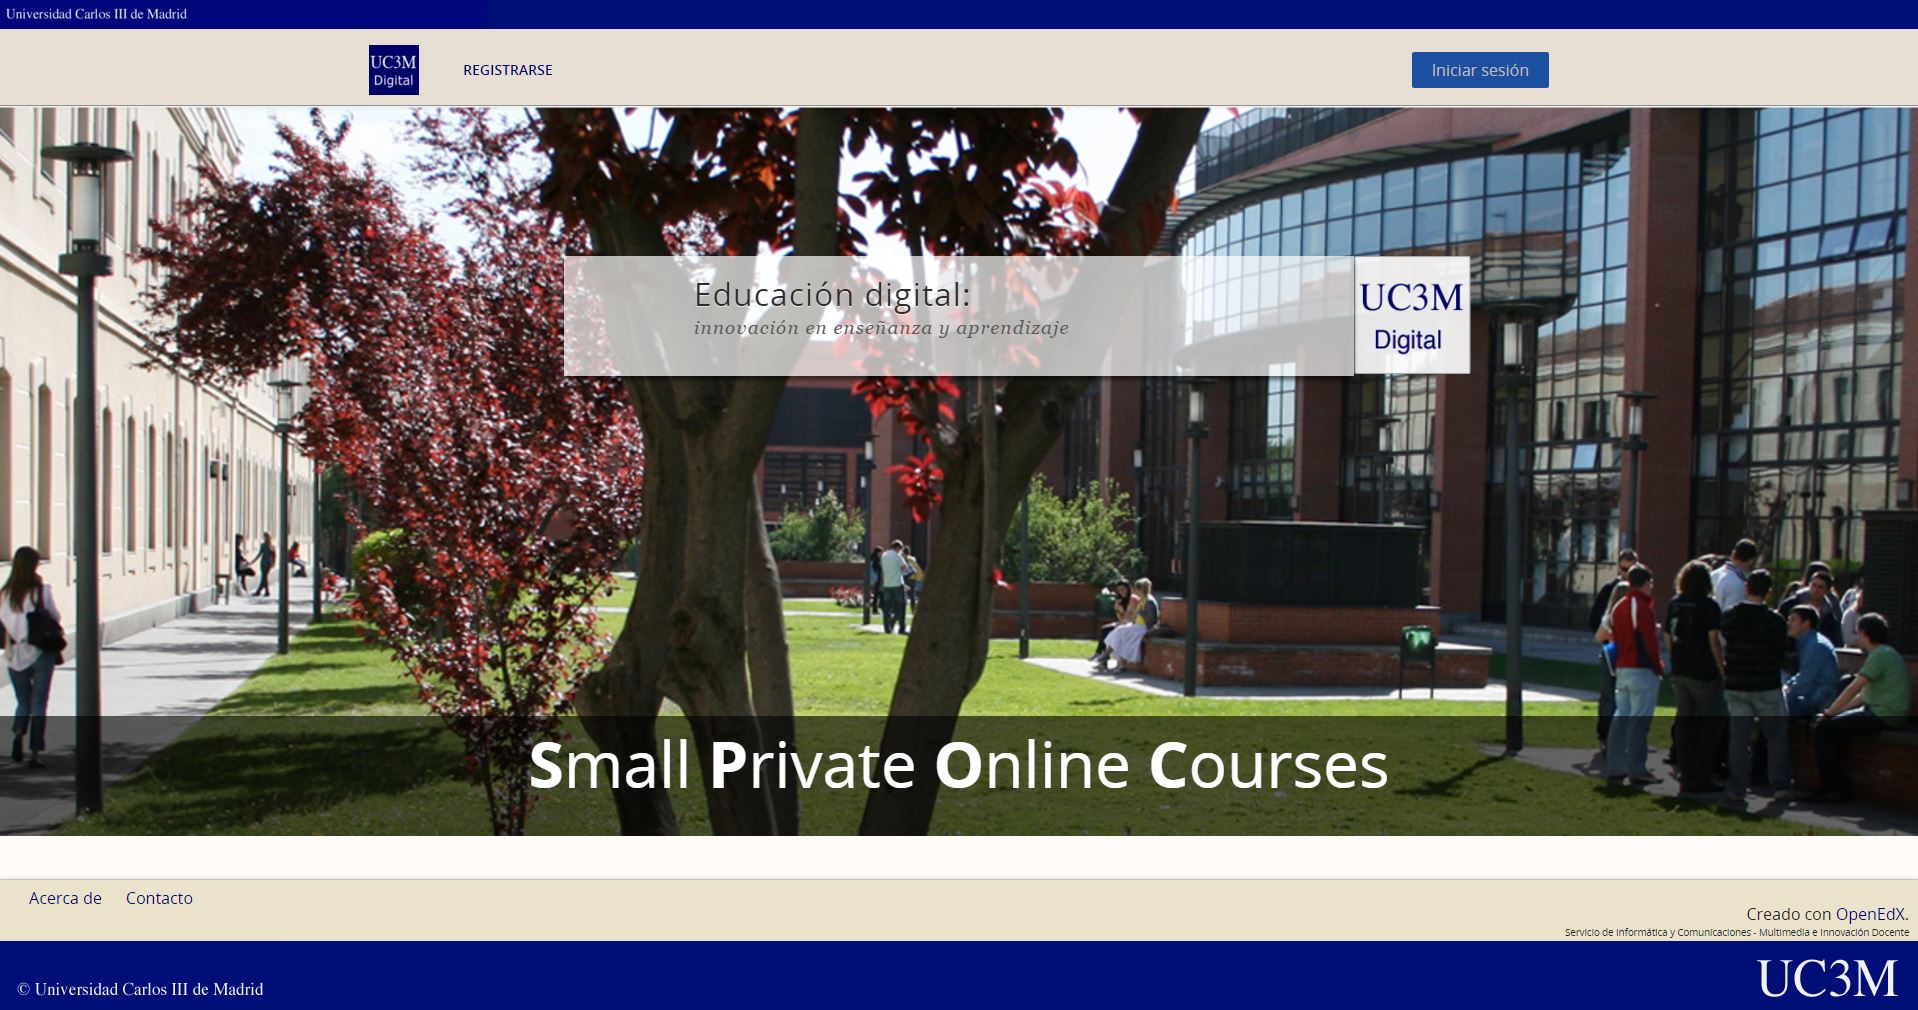 Universidad Carlos III de Madrid
UC3M
Digital
REGISTRARSE
Iniciar sesión
Educación digital:
innovación en enseñanza y aprendizaje
UC3M
Digital
Small Private Online Courses
Acerca de
Contacto
Creado con OpenEdX.
Servicio de Informática y Comunicaciones - Multimedia e Innovación Docente
© Universidad Carlos III de Madrid
UC3M